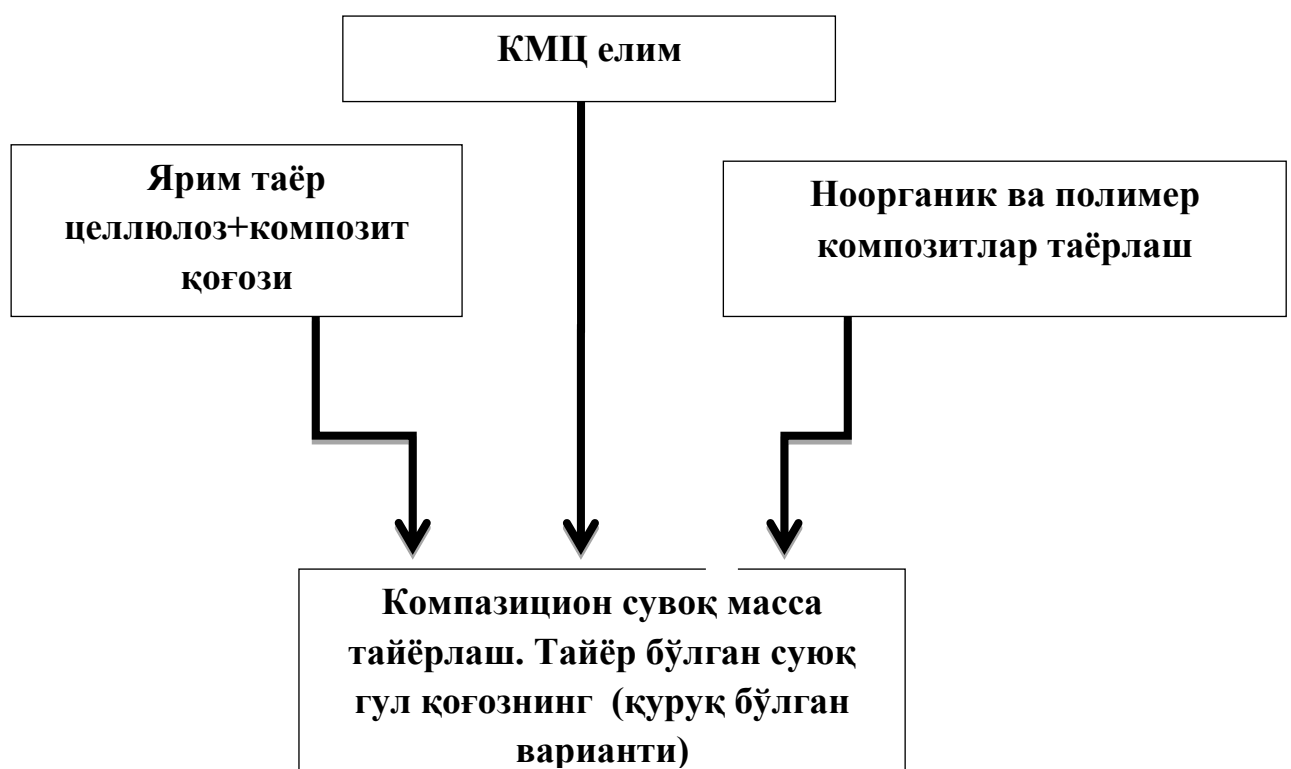 КМЦ елим
Ярим таёр
целлюлоз+композит
қоғози
Ноорганик ва полимер
композитлар таёрлаш
Компазицион сувоқ масса
тайёрлаш. Тайёр бўлган суюқ
гул қоғознинг (қуруқ бўлган
варианти)